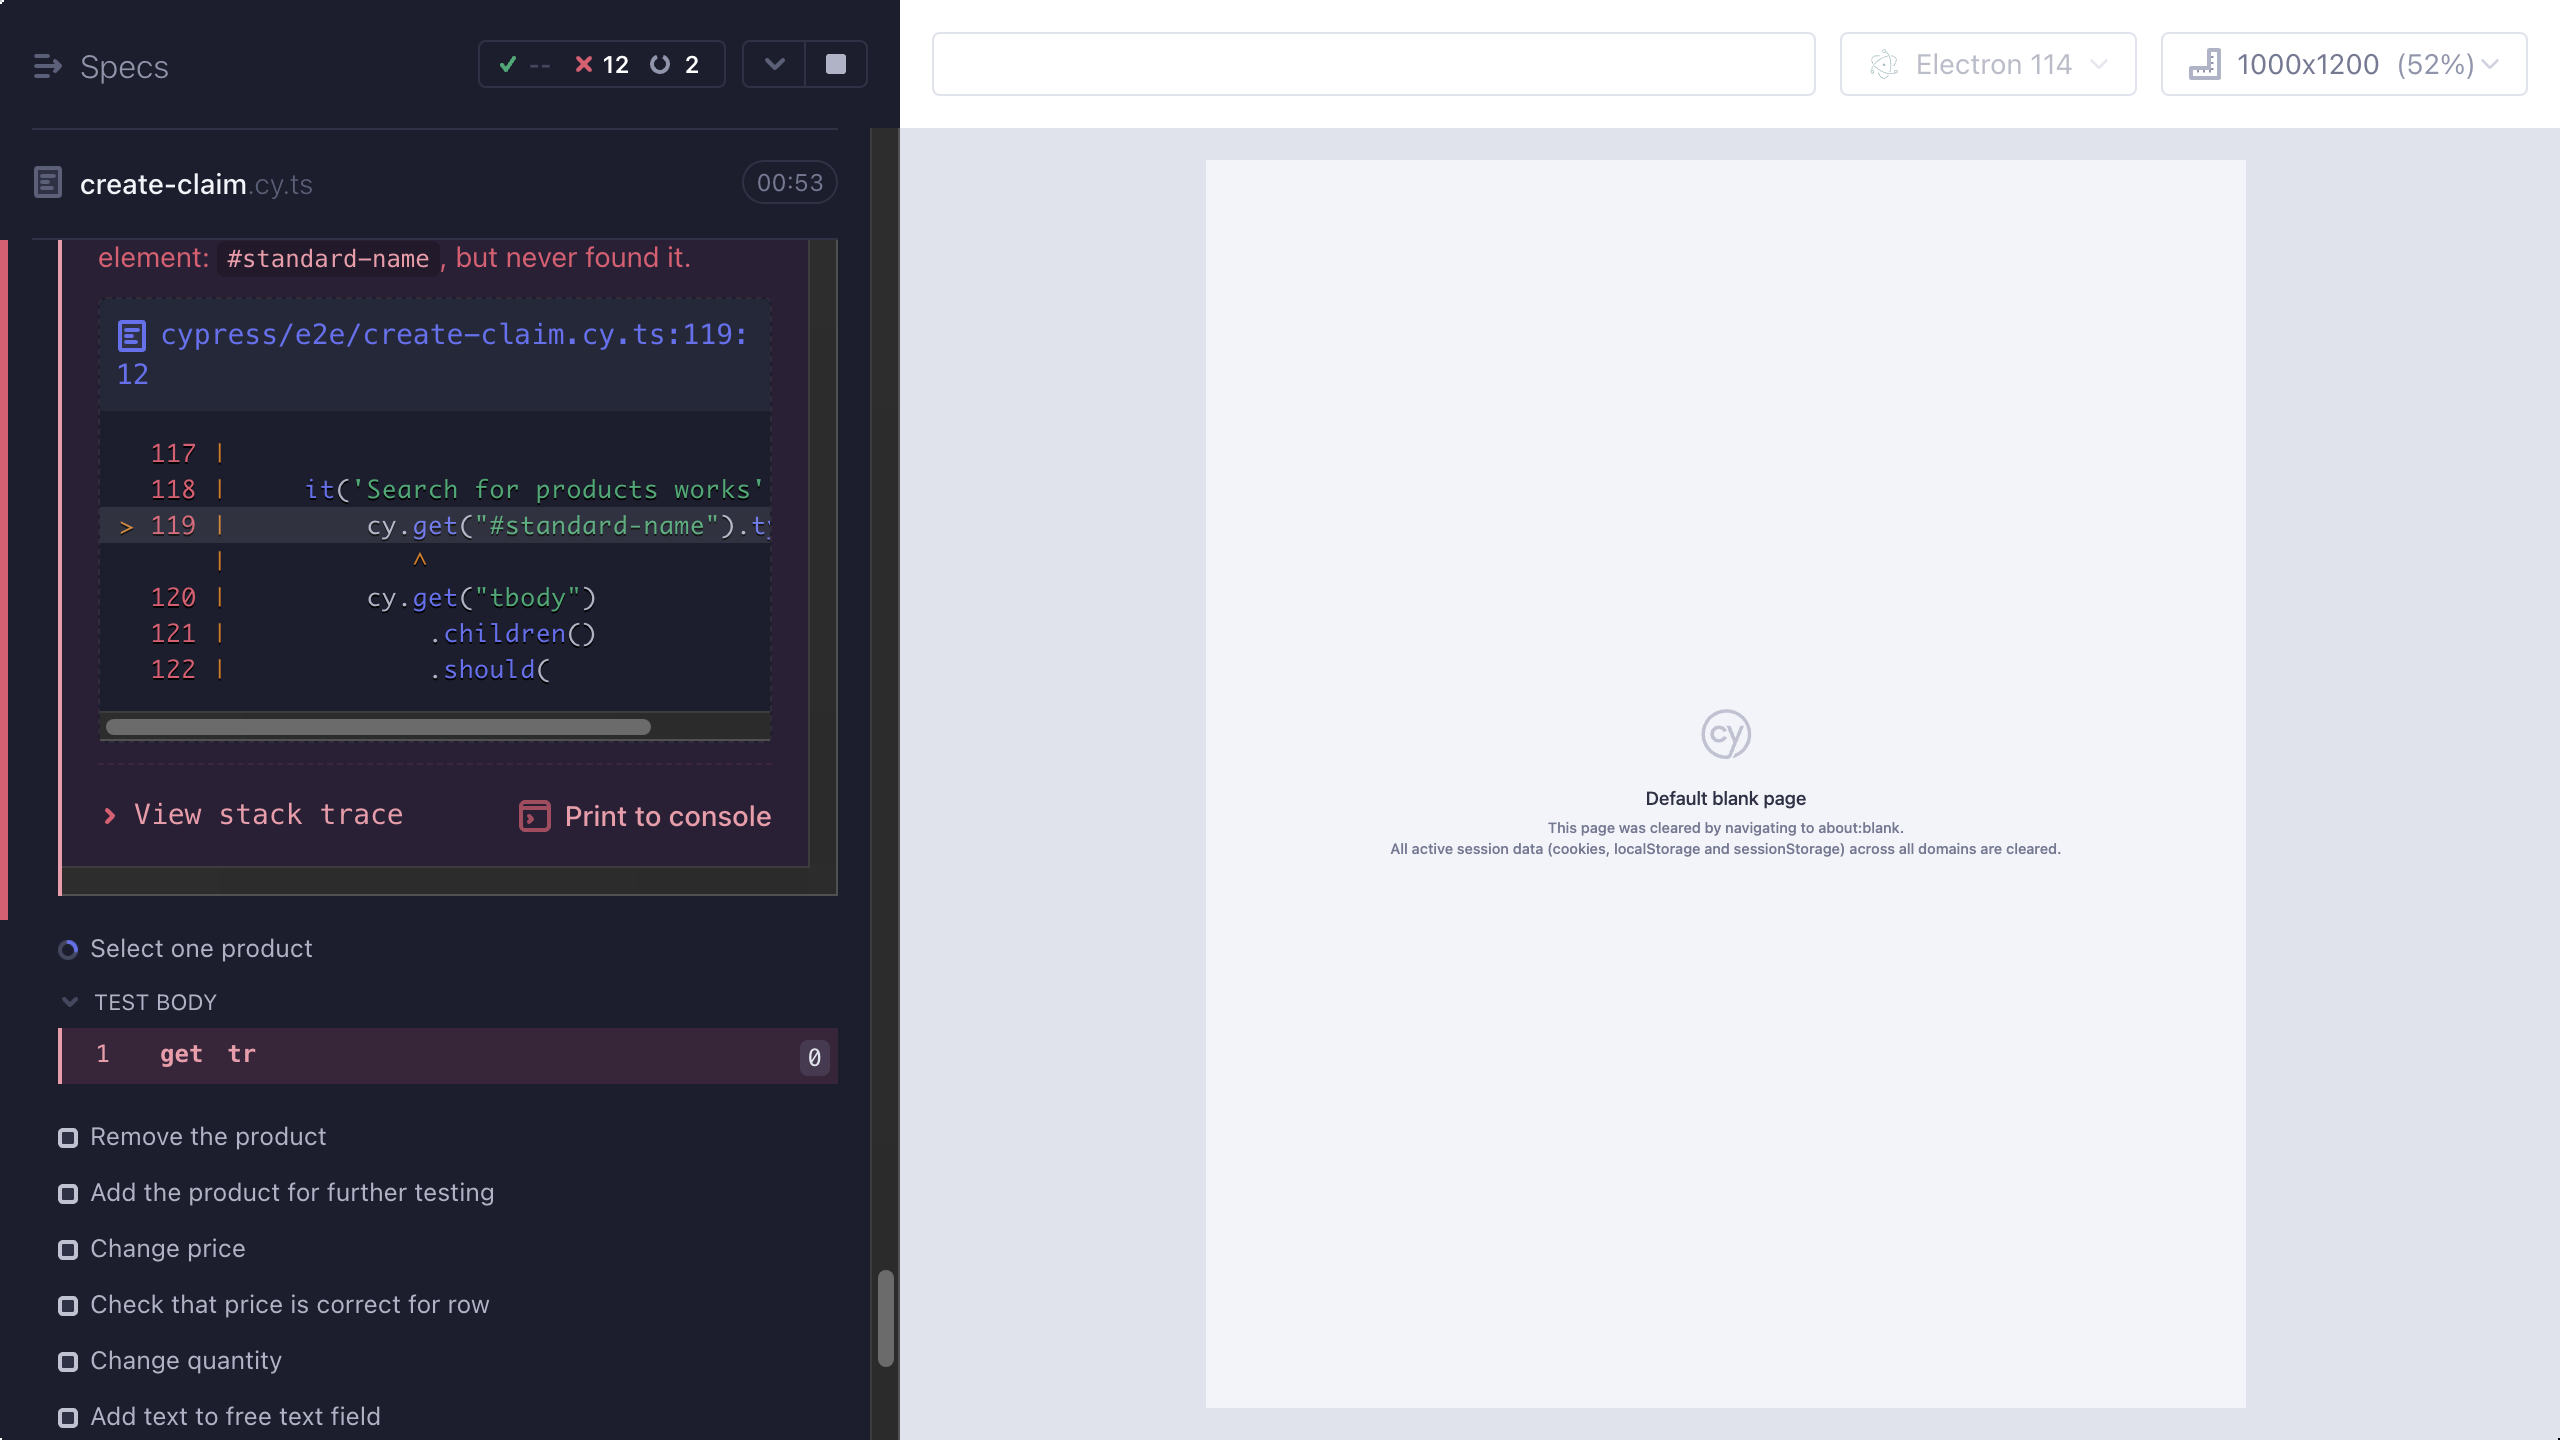 Specs
-- 12 2
create-claim.cy.ts
00:53
element: #standard-name, but never found it.
cypress/e2e/create-claim.cy.ts:119:
12
117 |
118 | it('Search for products works'
> 119 | cy.get("#standard-name").ty
| ^
120 | cy.get("tbody")
121 | .children()
122 | .should(
View stack trace
Print to console
Select one product
TEST BODY
1 get tr 0
Remove the product
Add the product for further testing
Change price
Check that price is correct for row
Change quantity
Add text to free text field
Electron 114
1000x1200 (52%)
cy
Default blank page
This page was cleared by navigating to about:blank.
All active session data (cookies, localStorage and sessionStorage) across all domains are cleared.